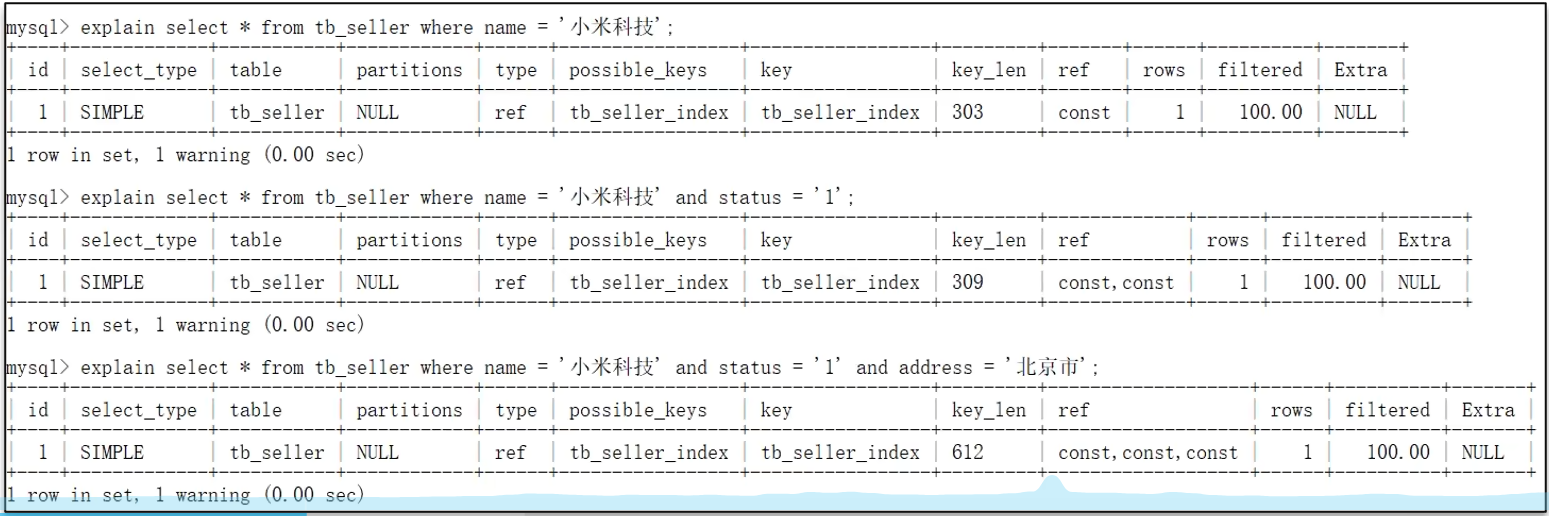 mysql> explain select * from tb_seller where name = '小米科技';
+----+-------------+-----------+------------+------+-----------------+-----------------+---------+-------+------+----------+-------+
| id | select_type | table | partitions | type | possible_keys | key | key_len | ref | rows | filtered | Extra |
+----+-------------+-----------+------------+------+-----------------+-----------------+---------+-------+------+----------+-------+
| 1 | SIMPLE | tb_seller | NULL | ref | tb_seller_index | tb_seller_index | 303 | const | 1 | 100.00 | NULL |
+----+-------------+-----------+------------+------+-----------------+-----------------+---------+-------+------+----------+-------+
1 row in set, 1 warning (0.00 sec)
mysql> explain select * from tb_seller where name = '小米科技' and status = '1';
+----+-------------+-----------+------------+------+-----------------+-----------------+---------+-------------+------+----------+-------+
| id | select_type | table | partitions | type | possible_keys | key | key_len | ref | rows | filtered | Extra |
+----+-------------+-----------+------------+------+-----------------+-----------------+---------+-------------+------+----------+-------+
| 1 | SIMPLE | tb_seller | NULL | ref | tb_seller_index | tb_seller_index | 309 | const,const | 1 | 100.00 | NULL |
+----+-------------+-----------+------------+------+-----------------+-----------------+---------+-------------+------+----------+-------+
1 row in set, 1 warning (0.00 sec)
mysql> explain select * from tb_seller where name = '小米科技' and status = '1' and address = '北京市';
+----+-------------+-----------+------------+------+-----------------+-----------------+---------+-------------------+------+----------+-------+
| id | select_type | table | partitions | type | possible_keys | key | key_len | ref | rows | filtered | Extra |
+----+-------------+-----------+------------+------+-----------------+-----------------+---------+-------------------+------+----------+-------+
| 1 | SIMPLE | tb_seller | NULL | ref | tb_seller_index | tb_seller_index | 612 | const,const,const | 1 | 100.00 | NULL |
+----+-------------+-----------+------------+------+-----------------+-----------------+---------+-------------------+------+----------+-------+
1 row in set, 1 warning (0.00 sec)